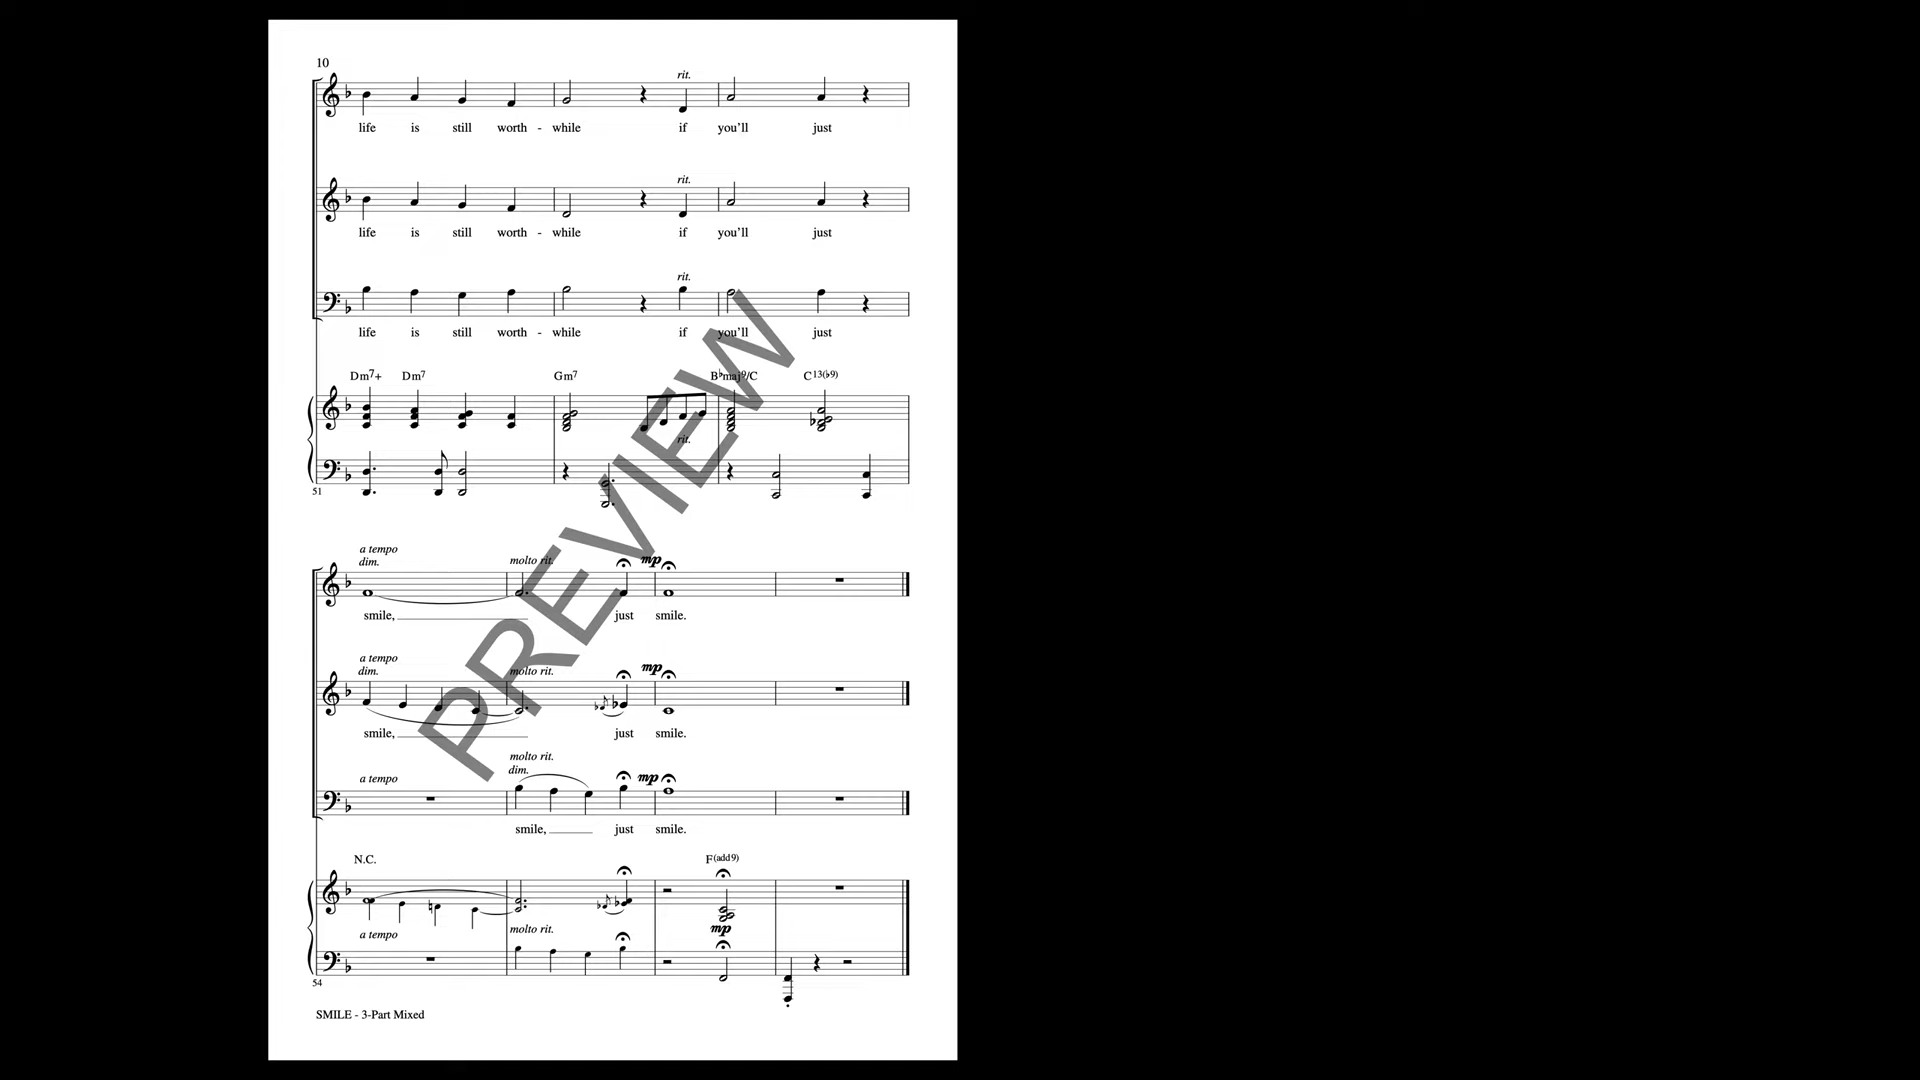 10
rit.
life is still worth - while if you'll just
rit.
life is still worth - while if you'll just
rit.
life is still worth - while if you'll just
Dm7+ Dm7 Gm7 B♭maj9/C C13(♭9)
rit.
51
a tempo
dim. molto rit. mp
smile, just smile.
a tempo
dim. molto rit. mp
smile, just smile.
molto rit.
dim.
a tempo mp
smile, just smile.
N.C. F(add9)
a tempo molto rit. mp
54
SMILE - 3-Part Mixed
PREVIEW